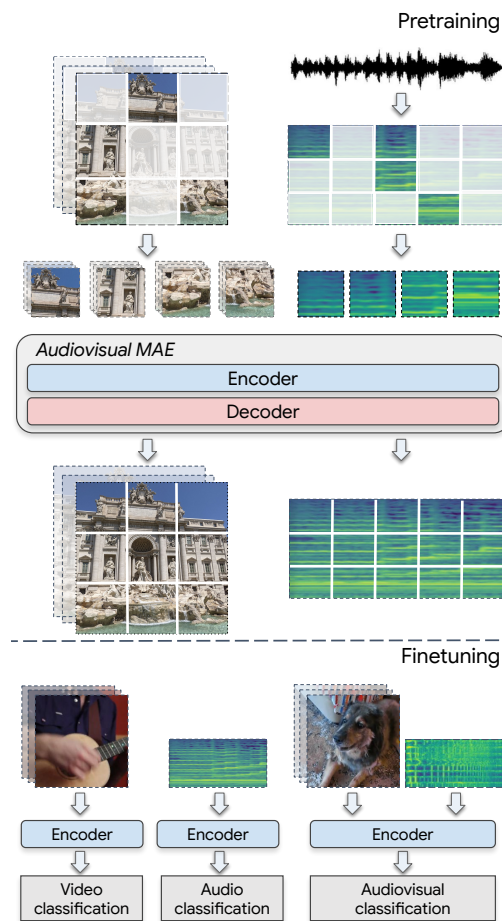 Pretraining
Audiovisual MAE
Encoder
Decoder
Finetuning
Encoder
Encoder
Encoder
Video
classification
Audio
classification
Audiovisual
classification